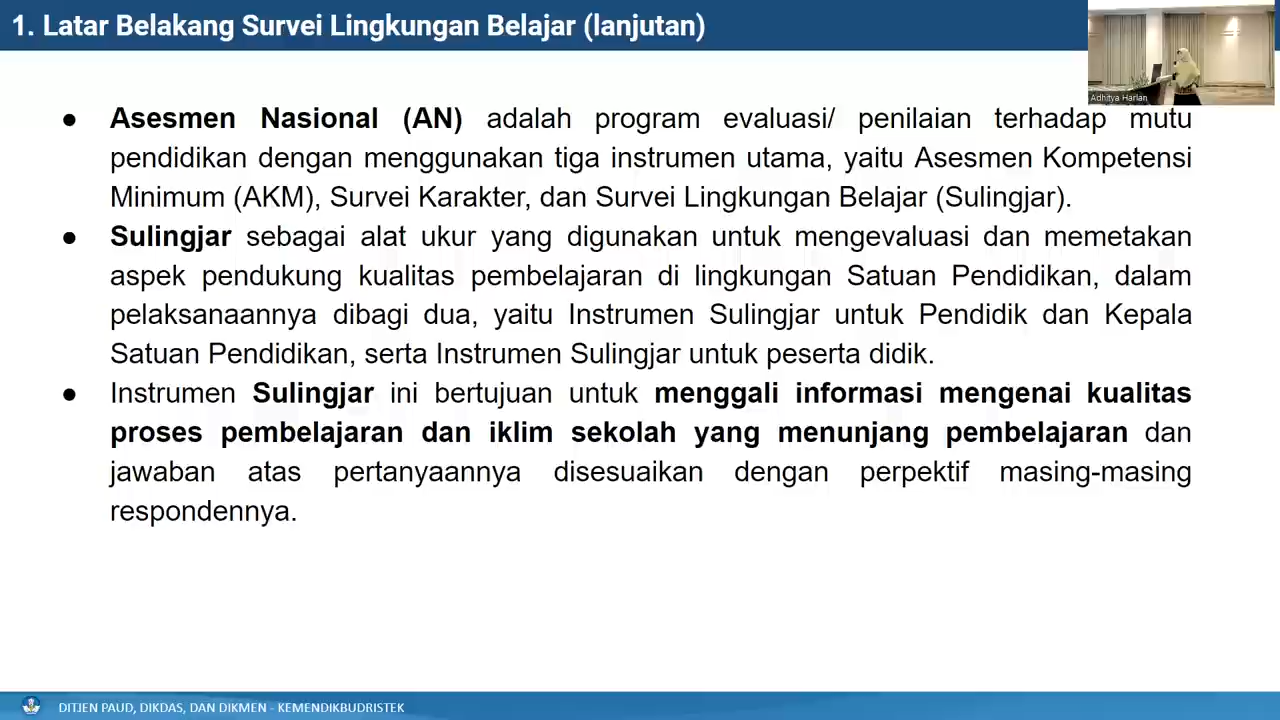 1. Latar Belakang Survei Lingkungan Belajar (lanjutan)
Adhitya Harlan
● Asesmen Nasional (AN) adalah program evaluasi/ penilaian terhadap mutu
pendidikan dengan menggunakan tiga instrumen utama, yaitu Asesmen Kompetensi
Minimum (AKM), Survei Karakter, dan Survei Lingkungan Belajar (Sulingjar).
● Sulingjar sebagai alat ukur yang digunakan untuk mengevaluasi dan memetakan
aspek pendukung kualitas pembelajaran di lingkungan Satuan Pendidikan, dalam
pelaksanaannya dibagi dua, yaitu Instrumen Sulingjar untuk Pendidik dan Kepala
Satuan Pendidikan, serta Instrumen Sulingjar untuk peserta didik.
● Instrumen Sulingjar ini bertujuan untuk menggali informasi mengenai kualitas
proses pembelajaran dan iklim sekolah yang menunjang pembelajaran dan
jawaban atas pertanyaannya disesuaikan dengan perpektif masing-masing
respondennya.
DITJEN PAUD, DIKDAS, DAN DIKMEN - KEMENDIKBUDRISTEK